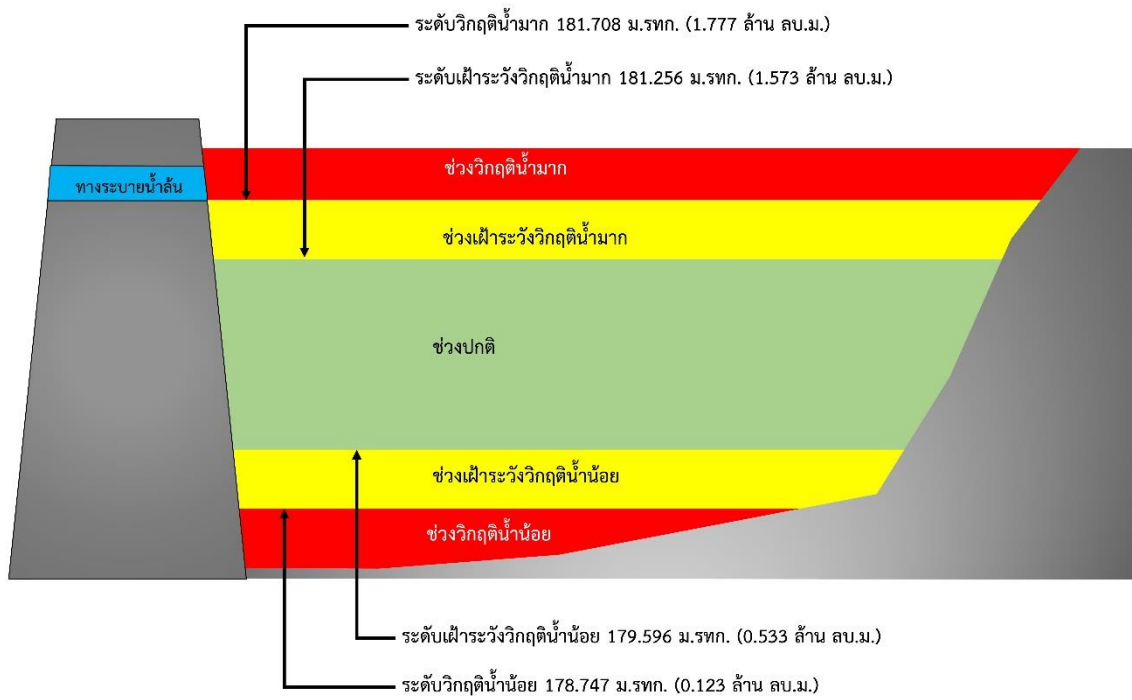 ระดับวิกฤติน้ำมาก 181.708 ม.รทก. (1.777 ล้าน ลบ.ม.)
ระดับเฝ้าระวังวิกฤติน้ำมาก 181.256 ม.รทก. (1.573 ล้าน ลบ.ม.)
ช่วงวิกฤติน้ำมาก
ทางระบายน้ำล้น
ช่วงเฝ้าระวังวิกฤติน้ำมาก
ช่วงปกติ
ช่วงเฝ้าระวังวิกฤติน้ำน้อย
ช่วงวิกฤติน้ำน้อย
ระดับเฝ้าระวังวิกฤติน้ำน้อย 179.596 ม.รทก. (0.533 ล้าน ลบ.ม.)
ระดับวิกฤติน้ำน้อย 178.747 ม.รทก. (0.123 ล้าน ลบ.ม.)